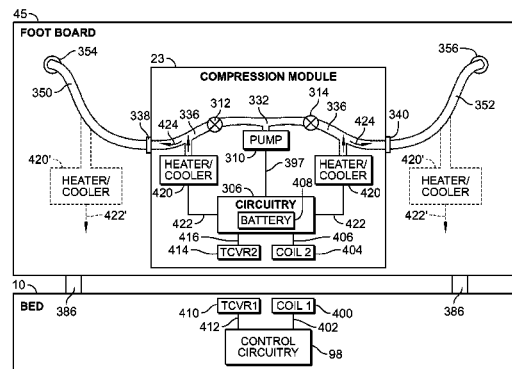 45
FOOT BOARD
354
356
23
COMPRESSION MODULE
350
352
338
336
312
332
314
336
340
424
424
PUMP
310
397
420'
HEATER/
COOLER
422'
HEATER/
COOLER
420
HEATER/
COOLER
420
420'
HEATER/
COOLER
422'
306
408
CIRCUITRY
BATTERY
422
422
416
406
414
TCVR2
COIL 2
404
10
BED
386
386
410
TCVR1
COIL 1
400
412
402
CONTROL
CIRCUITRY
98